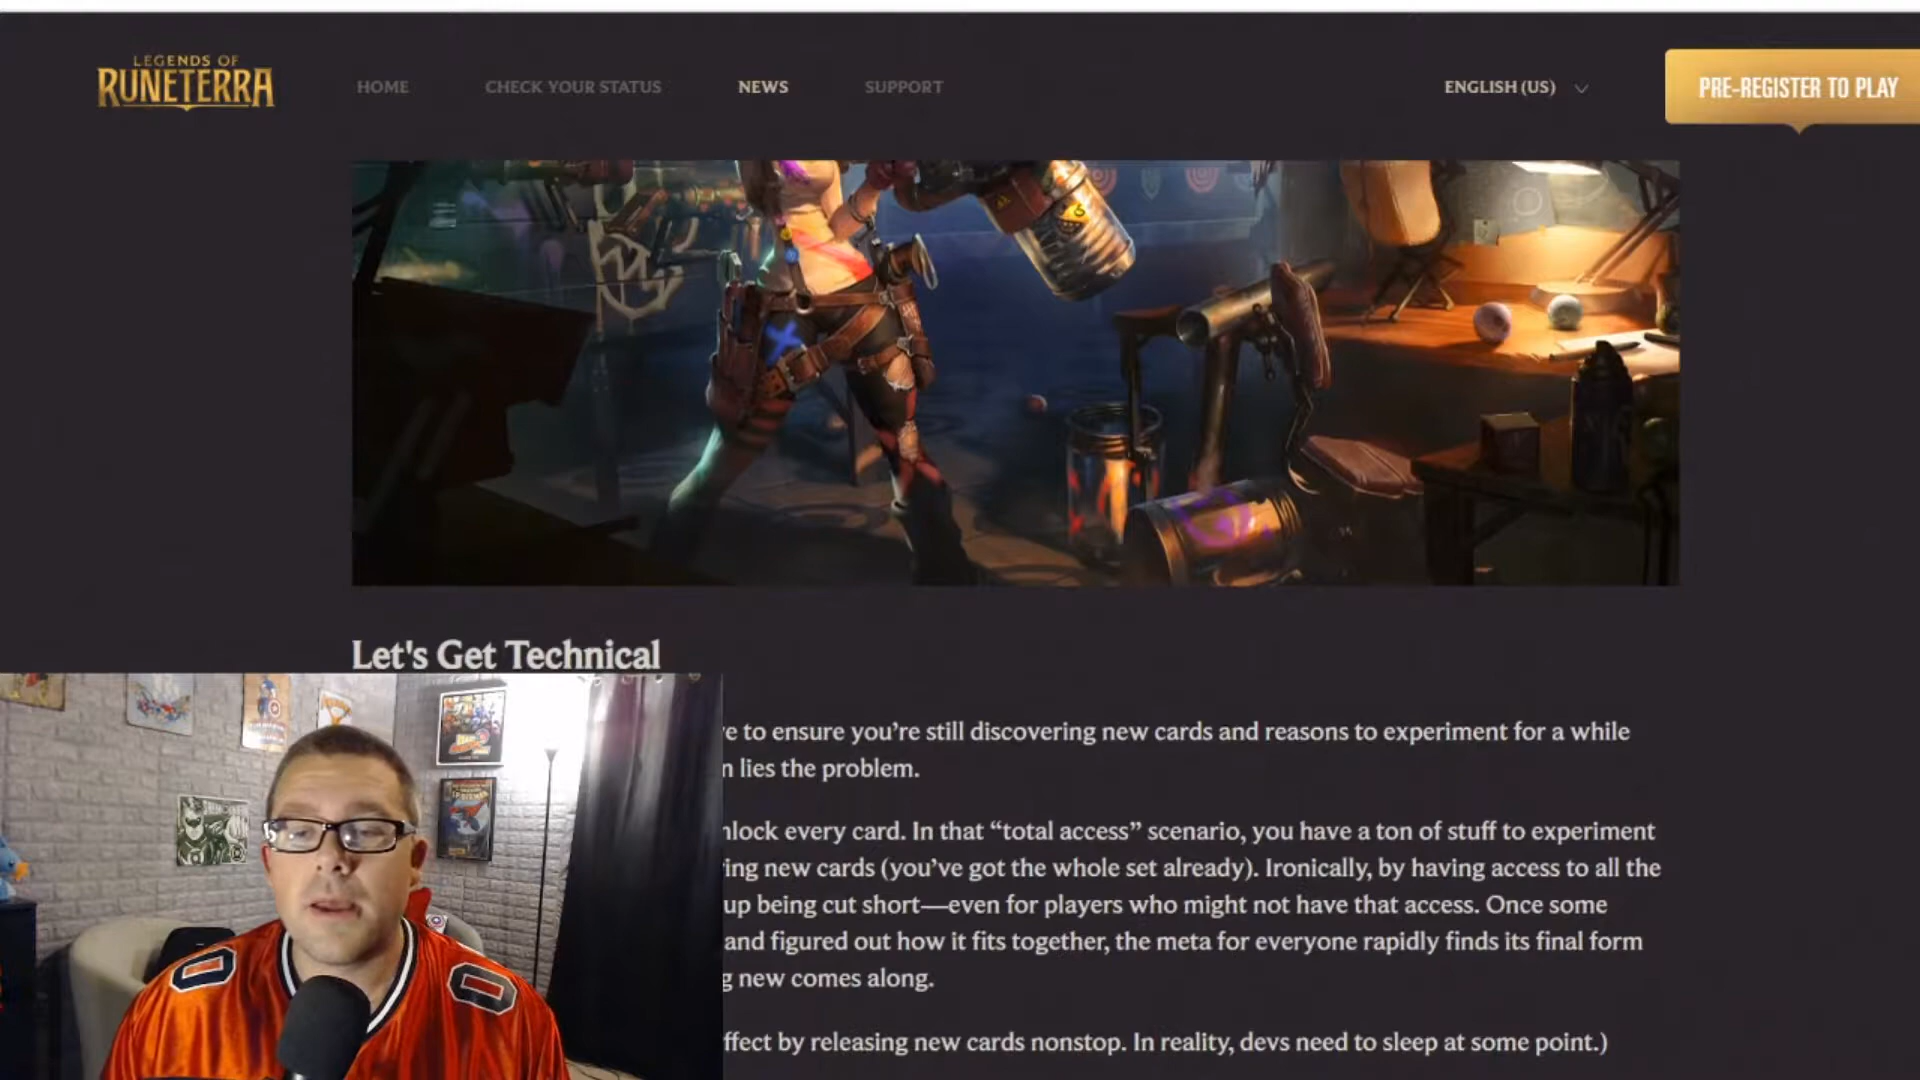 LEGENDS OF
RUNETERRA
HOME
CHECK YOUR STATUS
NEWS
SUPPORT
ENGLISH (US)
PRE-REGISTER TO PLAY
Let's Get Technical
to ensure you’re still discovering new cards and reasons to experiment for a while
lies the problem.
every card. In that “total access” scenario, you have a ton of stuff to experiment
new cards (you’ve got the whole set already). Ironically, by having access to all the
up being cut short—even for players who might not have that access. Once some
and figured out how it fits together, the meta for everyone rapidly finds its final form
new comes along.
by releasing new cards nonstop. In reality, devs need to sleep at some point.)
0 0